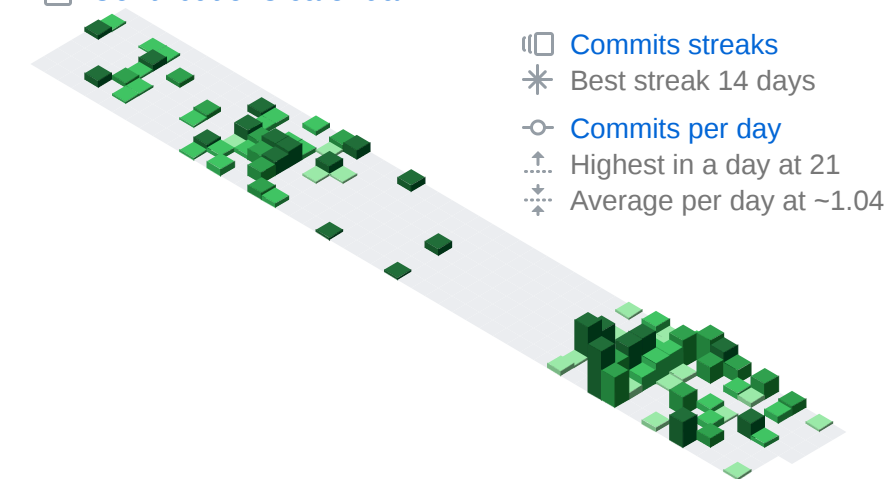 Commits streaks
Best streak 14 days
Commits per day
Highest in a day at 21
Average per day at ~1.04